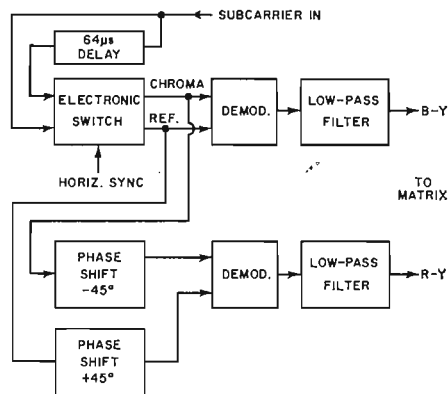 SUBCARRIER IN
64µs
DELAY
CHROMA
ELECTRONIC
SWITCH
REF.
DEMOD.
LOW-PASS
FILTER
B-Y
HORIZ. SYNC
TO
MATRIX
PHASE
SHIFT
-45°
DEMOD.
LOW-PASS
FILTER
R-Y
PHASE
SHIFT
+45°